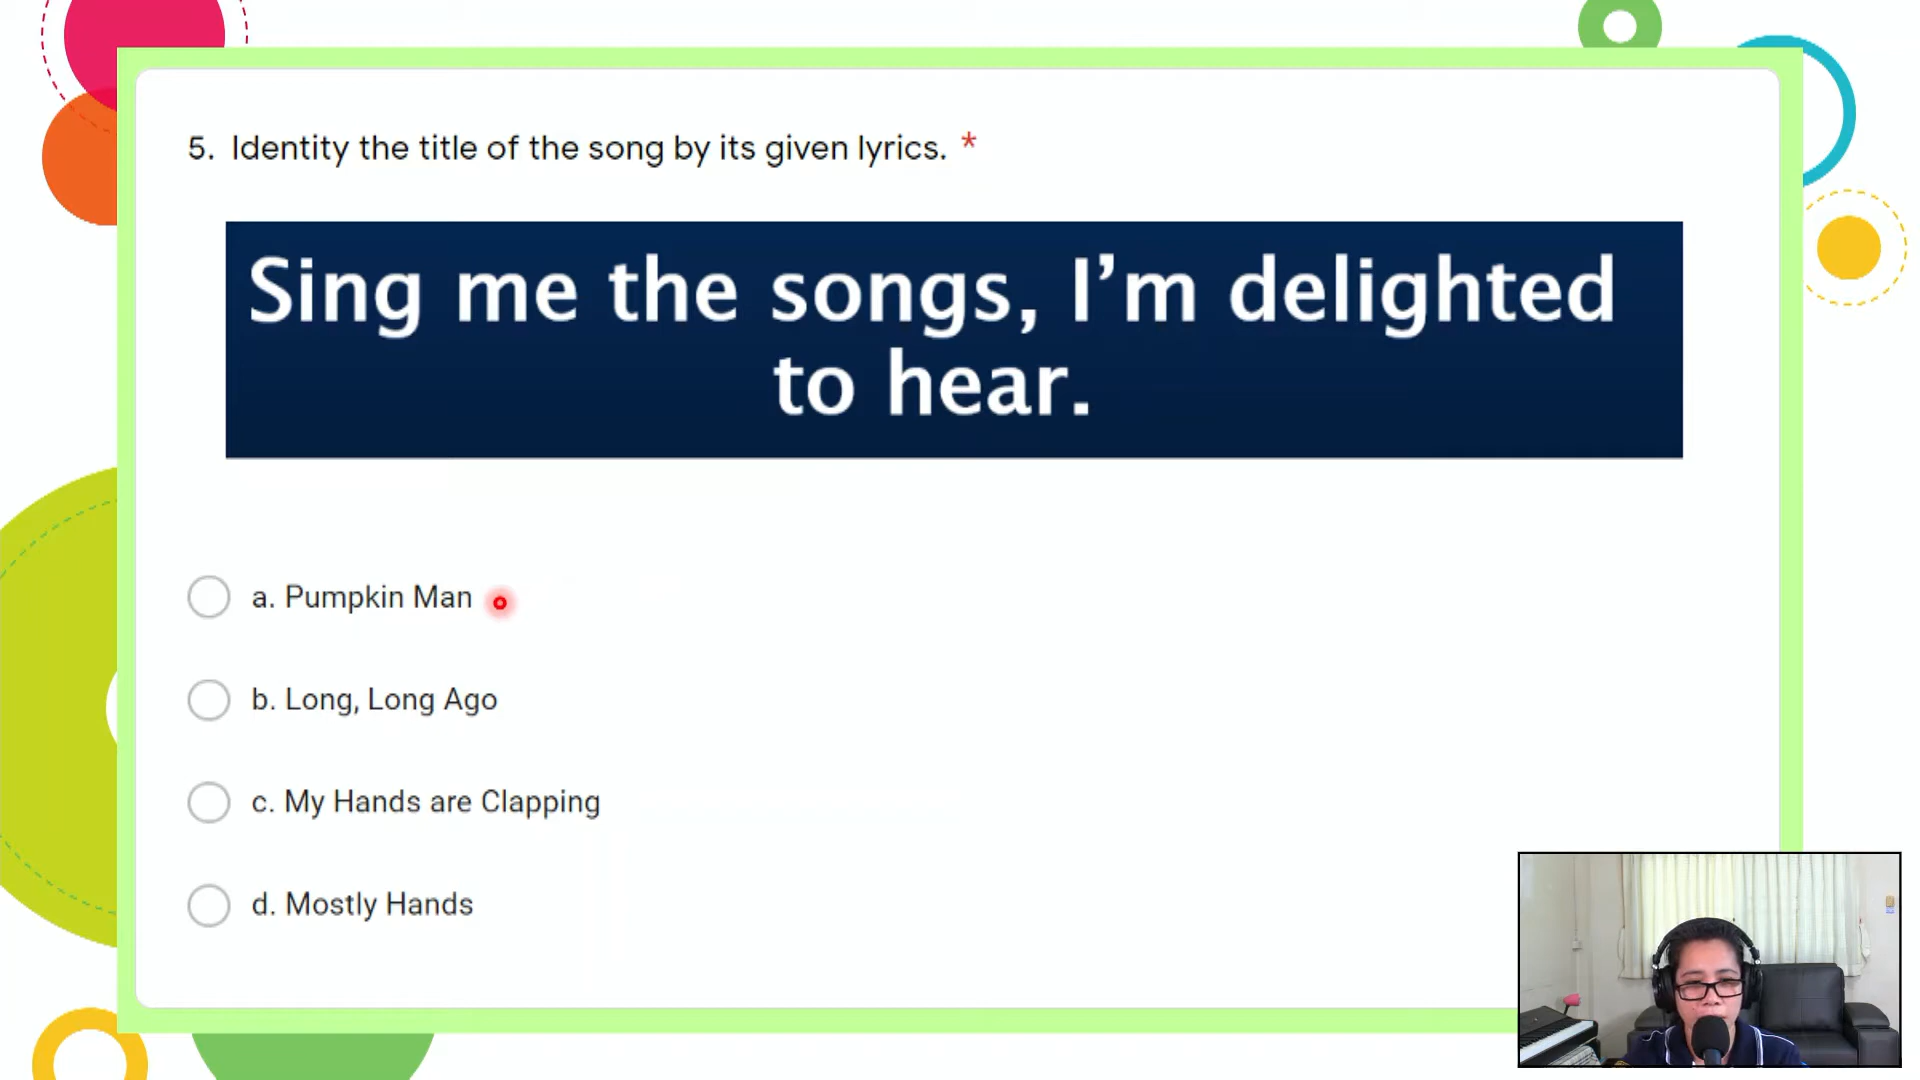 5. Identity the title of the song by its given lyrics. *
Sing me the songs, I’m delighted
to hear.
a. Pumpkin Man
b. Long, Long Ago
c. My Hands are Clapping
d. Mostly Hands